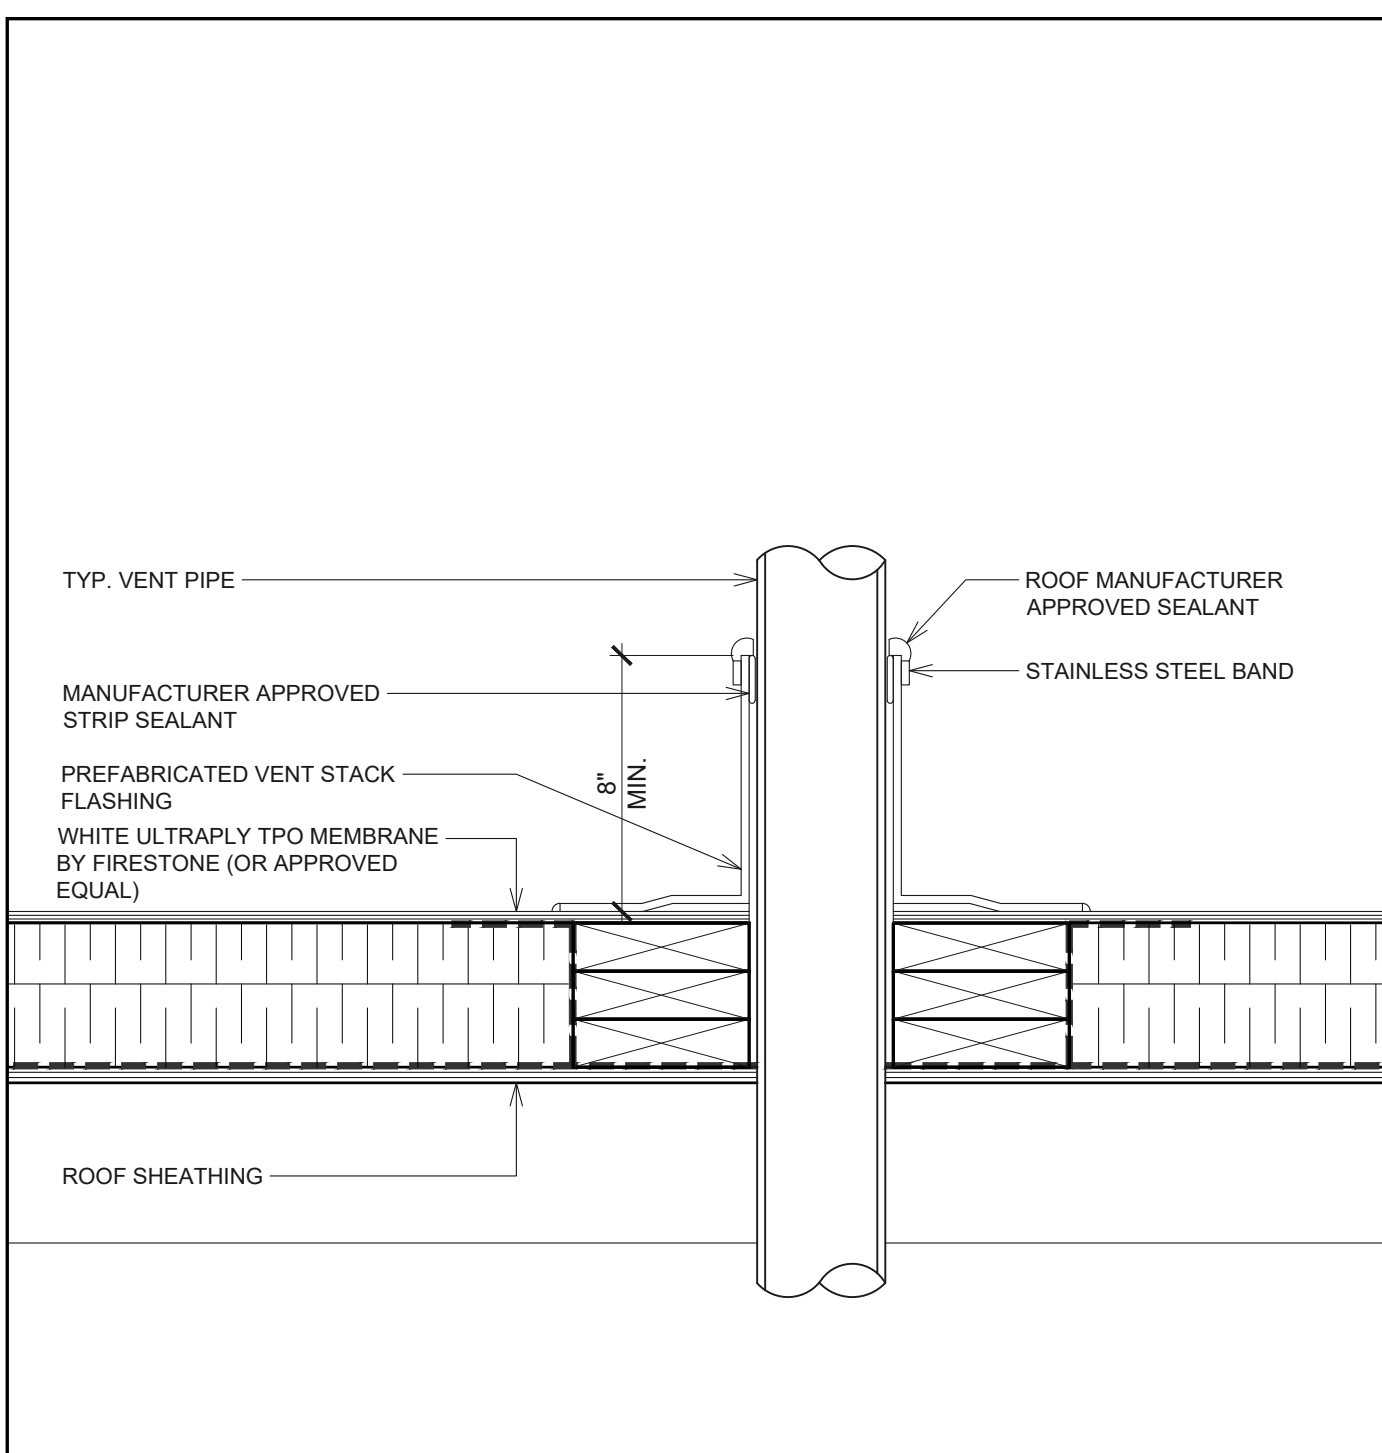 TYP. VENT PIPE
MANUFACTURER APPROVED
STRIP SEALANT
PREFABRICATED VENT STACK
FLASHING
WHITE ULTRAPLY TPO MEMBRANE
BY FIRESTONE (OR APPROVED
EQUAL)
ROOF SHEATHING
8"
MIN.
ROOF MANUFACTURER
APPROVED SEALANT
STAINLESS STEEL BAND